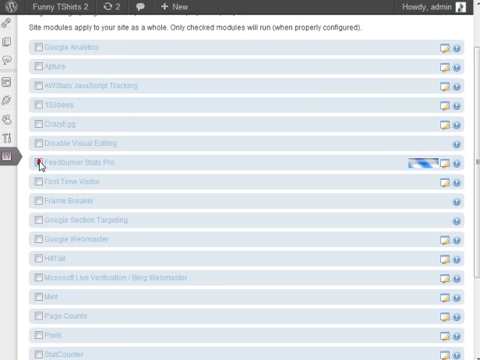 Funny TShirts 2 2 + New Howdy, admin
Site modules apply to your site as a whole. Only checked modules will run (when properly configured).
Google Analytics
Apture
AWStats JavaScript Tracking
103bees
CrazyEgg
Disable Visual Editing
Feedburner Stats Pro
First Time Visitor
Frame Breaker
Google Section Targeting
Google Webmaster
HitTail
Microsoft Live Verification / Bing Webmaster
Mint
Page Counts
Piwik
StatCounter